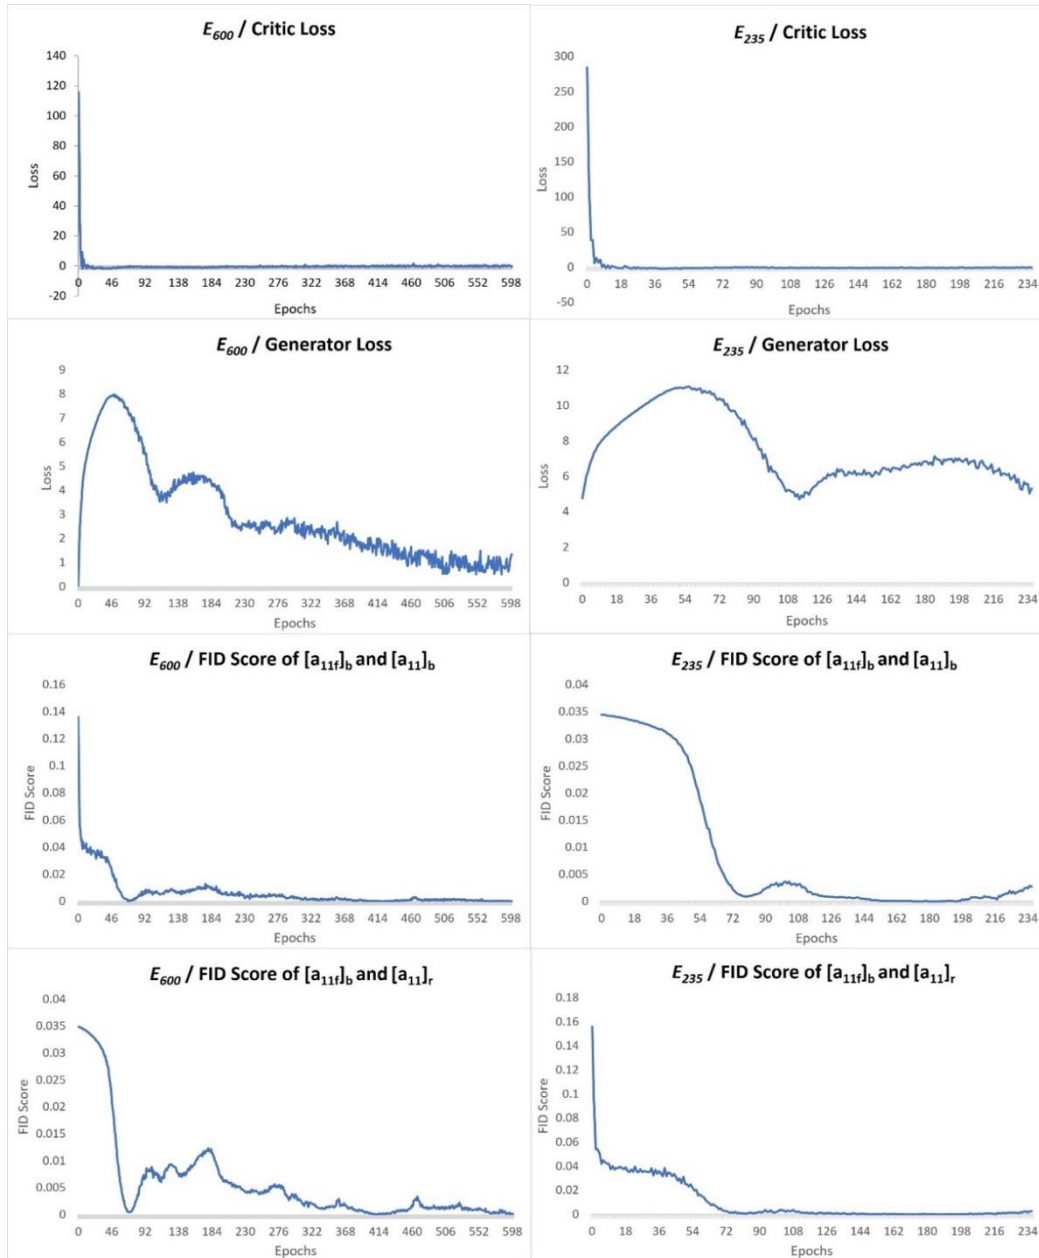 E600 / Critic Loss
140
120
100
80
60
40
20
0
-20
Loss
0 46 92 138 184 230 276 322 368 414 460 506 552 598
Epochs
E235 / Critic Loss
300
250
200
150
100
50
0
-50
Loss
0 18 36 54 72 90 108 126 144 162 180 198 216 234
Epochs
E600 / Generator Loss
9
8
7
6
5
4
3
2
1
0
Loss
0 46 92 138 184 230 276 322 368 414 460 506 552 598
Epochs
E235 / Generator Loss
12
10
8
6
4
2
0
Loss
0 18 36 54 72 90 108 126 144 162 180 198 216 234
Epochs
E600 / FID Score of [a11f]b and [a11]b
0.16
0.14
0.12
0.1
0.08
0.06
0.04
0.02
0
FID Score
0 46 92 138 184 230 276 322 368 414 460 506 552 598
Epochs
E235 / FID Score of [a11f]b and [a11]b
0.04
0.035
0.03
0.025
0.02
0.015
0.01
0.005
0
FID Score
0 18 36 54 72 90 108 126 144 162 180 198 216 234
Epochs
E600 / FID Score of [a11f]b and [a11]r
0.04
0.035
0.03
0.025
0.02
0.015
0.01
0.005
0
FID Score
0 46 92 138 184 230 276 322 368 414 460 506 552 598
Epochs
E235 / FID Score of [a11f]b and [a11]r
0.18
0.16
0.14
0.12
0.1
0.08
0.06
0.04
0.02
0
FID Score
0 18 36 54 72 90 108 126 144 162 180 198 216 234
Epochs